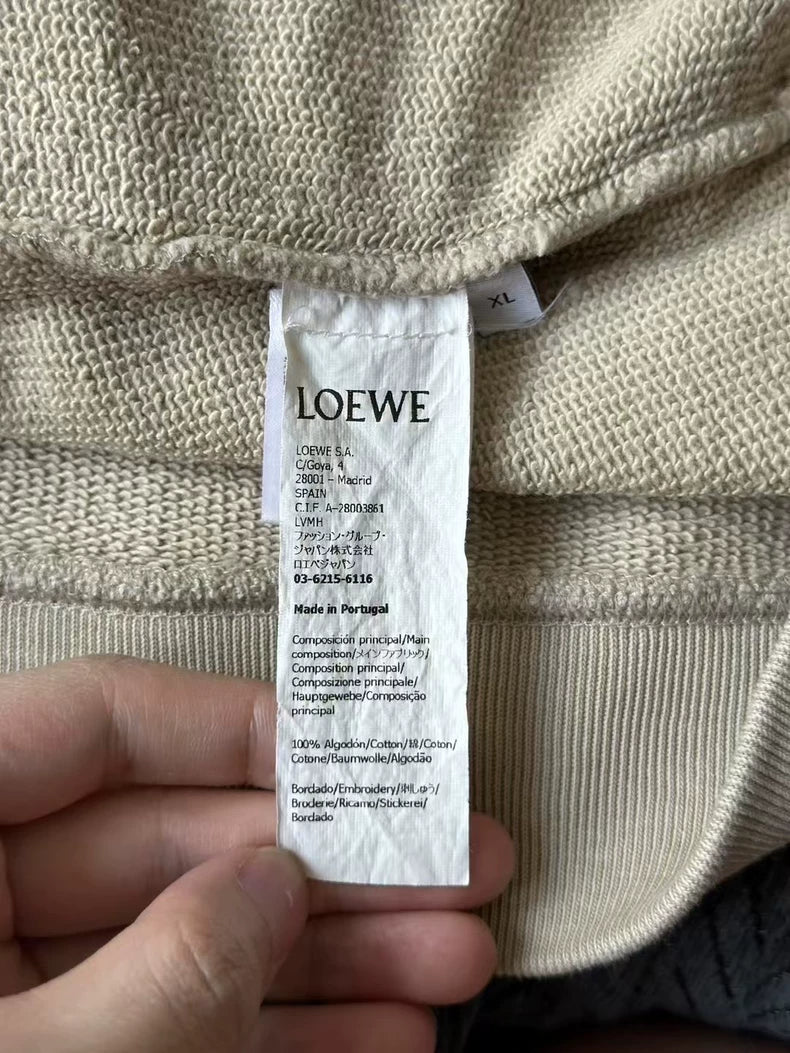 XL
LOEWE
LOEWE S.A.
C/Goya, 4
28001 – Madrid
SPAIN
C.I.F. A-28003861
LVMH
ファッション・グループ・
ジャパン株式会社
ロエベジャパン
03-6215-6116
Made in Portugal
Composición principal/Main
composition/メインファブリック/
Composition principal/
Composizione principale/
Hauptgewebe/Composição
principal
100% Algodón/Cotton/綿/Coton/
Cotone/Baumwolle/Algodão
Bordado/Embroidery/刺しゅう/
Broderie/Ricamo/Stickerei/
Bordado